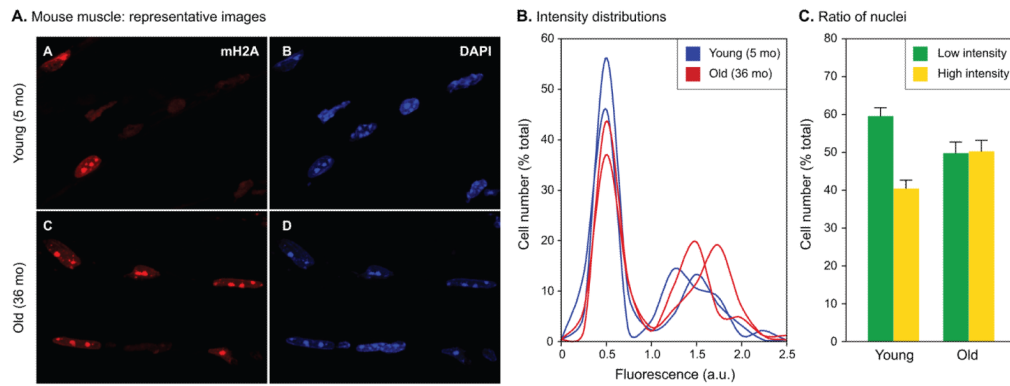 A. Mouse muscle: representative images
A
mH2A
B
DAPI
Young (5 mo)
C
D
Old (36 mo)
B. Intensity distributions
Cell number (% total)
60
50
40
30
20
10
0
Young (5 mo)
Old (36 mo)
0 0.5 1.0 1.5 2.0 2.5
Fluorescence (a.u.)
C. Ratio of nuclei
Cell number (% total)
80
70
60
50
40
30
20
10
0
Low intensity
High intensity
Young Old